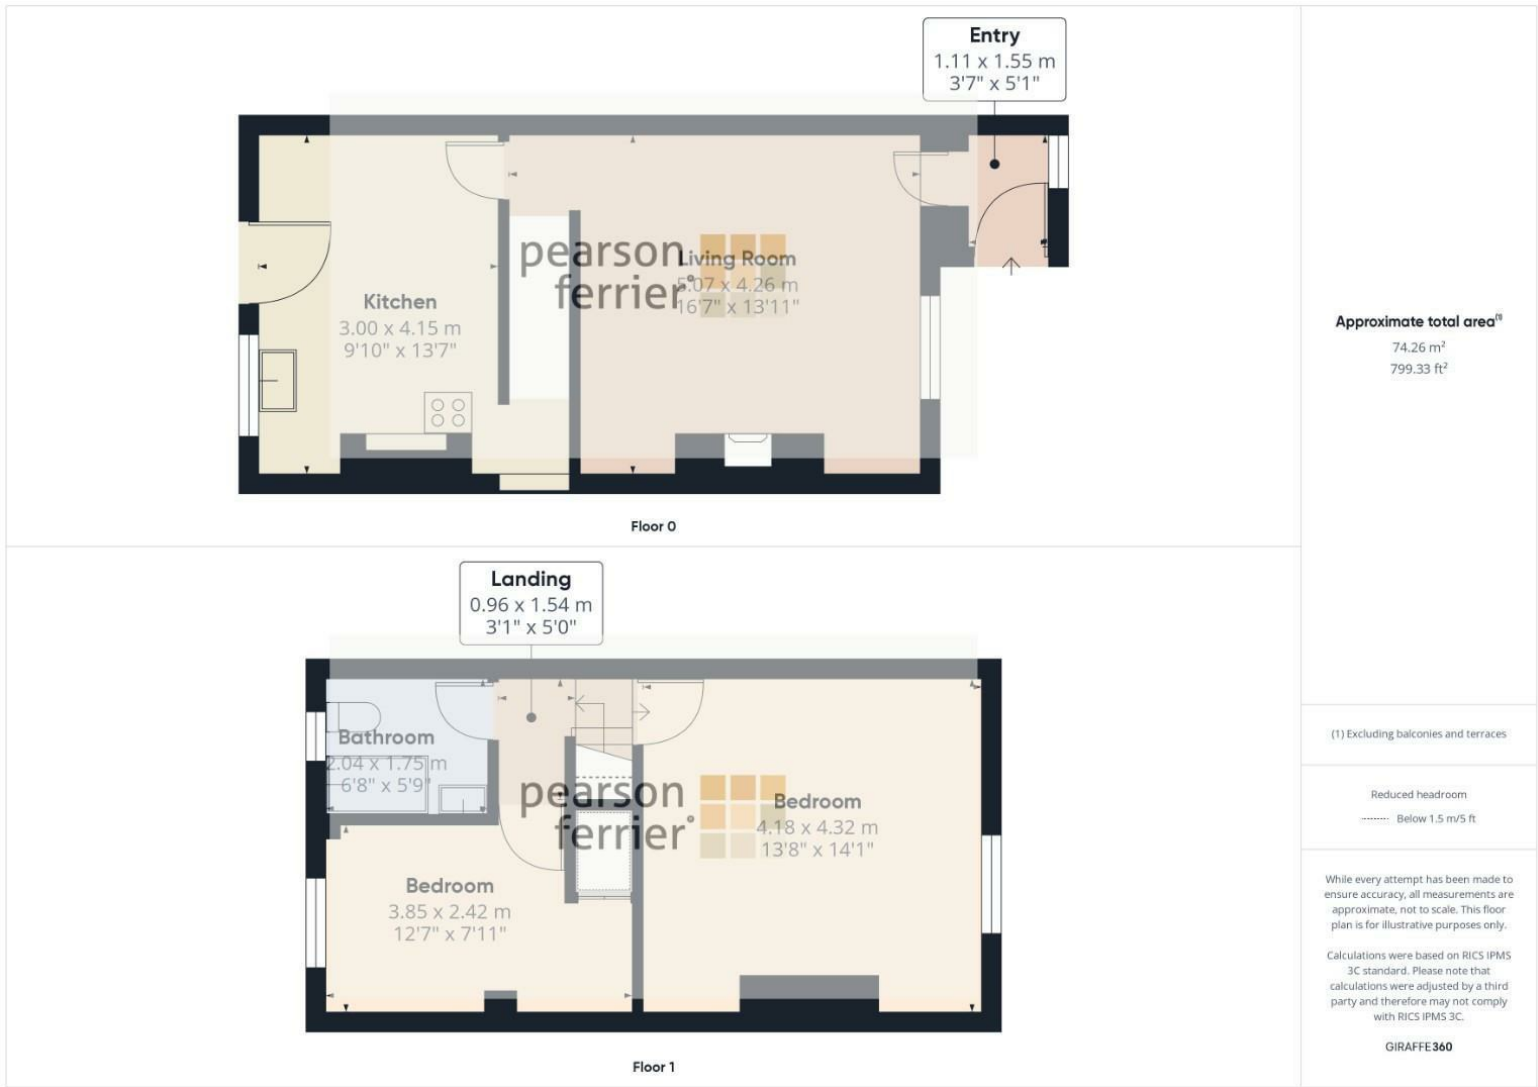 Entry
1.11 x 1.55 m
3'7" x 5'1"
pearson
ferrier
Living Room
5.07 x 4.26 m
16'7" x 13'11"
Kitchen
3.00 x 4.15 m
9'10" x 13'7"
Floor 0
Landing
0.96 x 1.54 m
3'1" x 5'0"
Bathroom
2.04 x 1.75 m
6'8" x 5'9"
pearson
ferrier
Bedroom
4.18 x 4.32 m
13'8" x 14'1"
Bedroom
3.85 x 2.42 m
12'7" x 7'11"
Floor 1
Approximate total area(1)
74.26 m²
799.33 ft²
(1) Excluding balconies and terraces
Reduced headroom
Below 1.5 m/5 ft
While every attempt has been made to
ensure accuracy, all measurements are
approximate, not to scale. This floor
plan is for illustrative purposes only.
Calculations were based on RICS IPMS
3C standard. Please note that
calculations were adjusted by a third
party and therefore may not comply
with RICS IPMS 3C.
GIRAFFE360